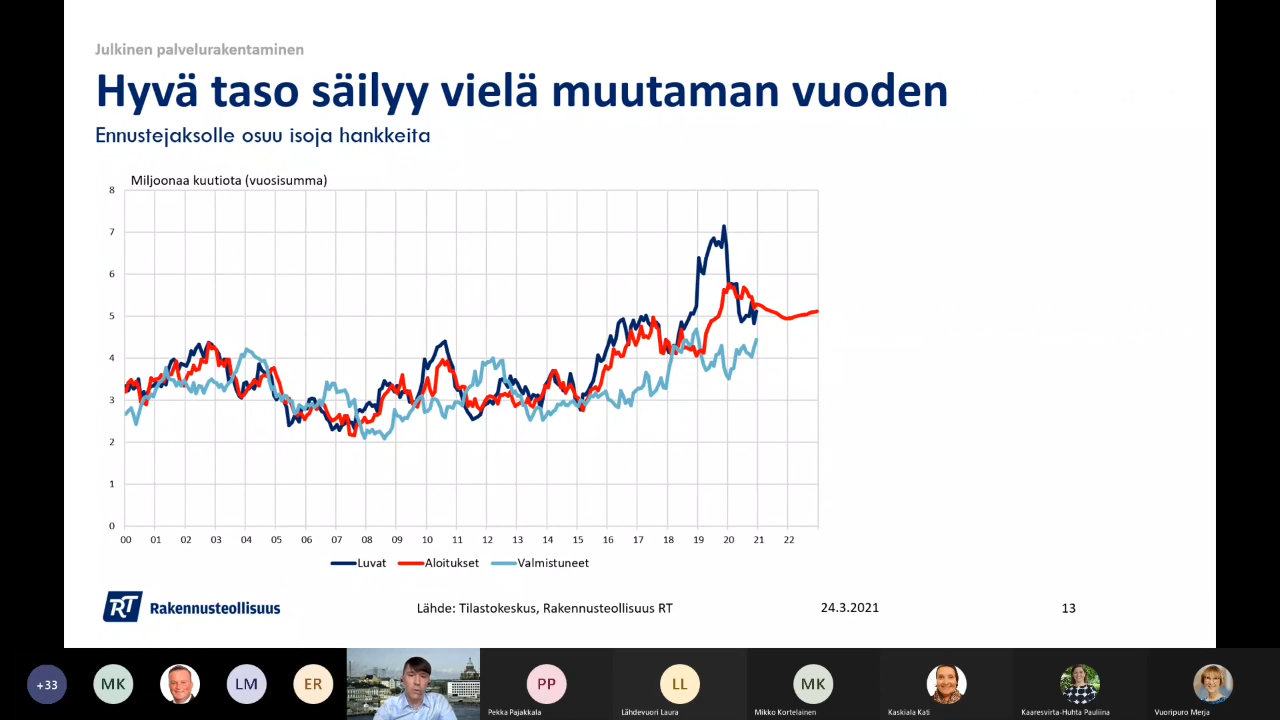 Julkinen palvelurakentaminen
Hyvä taso säilyy vielä muutaman vuoden
Ennustejaksolle osuu isoja hankkeita
Miljoonaa kuutiota (vuosisumma)
8
7
6
5
4
3
2
1
0
00 01 02 03 04 05 06 07 08 09 10 11 12 13 14 15 16 17 18 19 20 21 22
Luvat Aloitukset Valmistuneet
RT Rakennusteollisuus
Lähde: Tilastokeskus, Rakennusteollisuus RT
24.3.2021
13
+33
MK
LM
ER
PP
Pekka Pajakkala
LL
Lähdevuori Laura
MK
Mikko Kortelainen
Kaskiala Kati
Kaaresvirta-Huhta Pauliina
Vuoripuro Merja